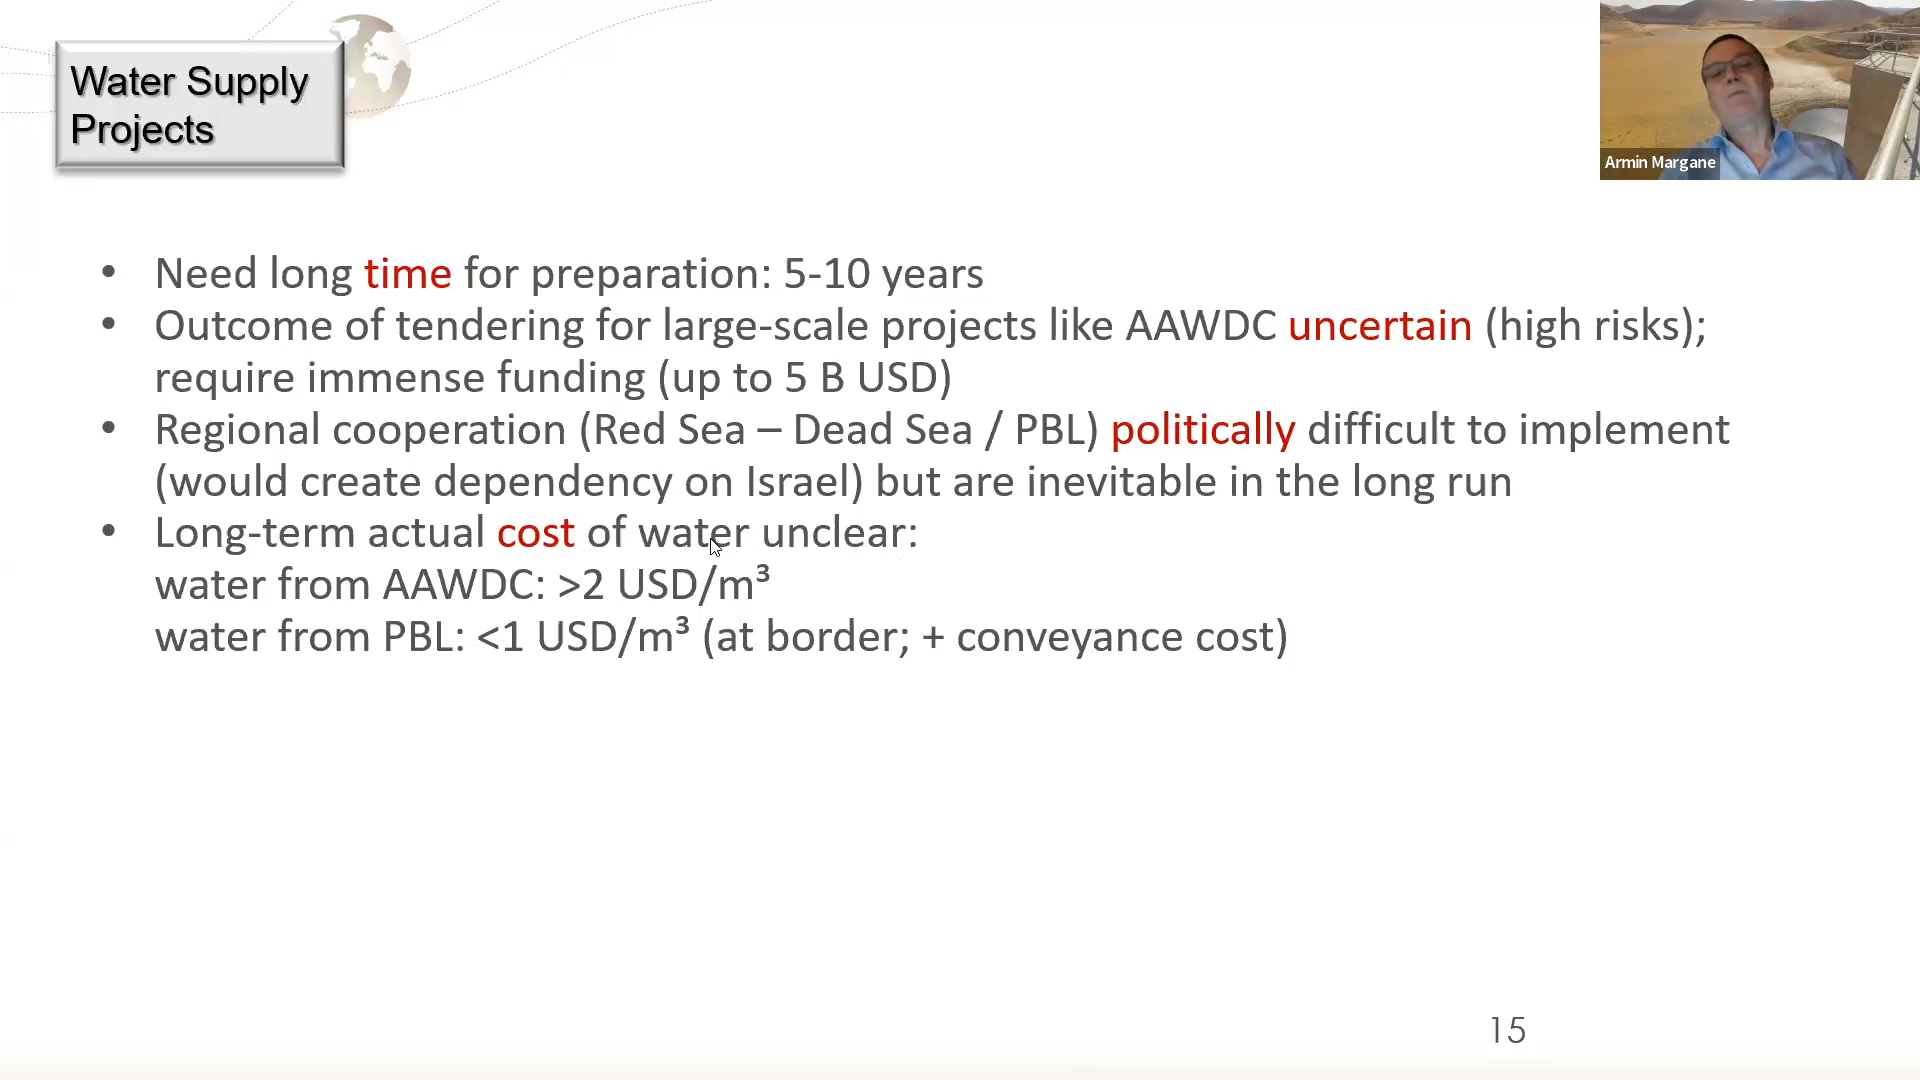 Water Supply
Projects
Armin Margane
• Need long time for preparation: 5-10 years
• Outcome of tendering for large-scale projects like AAWDC uncertain (high risks);
require immense funding (up to 5 B USD)
• Regional cooperation (Red Sea – Dead Sea / PBL) politically difficult to implement
(would create dependency on Israel) but are inevitable in the long run
• Long-term actual cost of water unclear:
water from AAWDC: >2 USD/m³
water from PBL: <1 USD/m³ (at border; + conveyance cost)
15